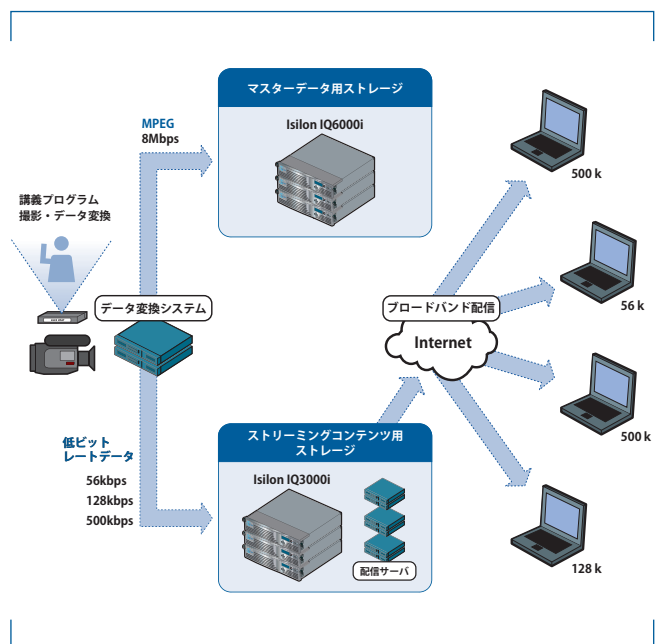 マスターデータ用ストレージ
Isilon IQ6000i
MPEG
8Mbps
講義プログラム
撮影・データ変換
データ変換システム
低ビット
レートデータ
56kbps
128kbps
500kbps
ストリーミングコンテンツ用
ストレージ
Isilon IQ3000i
配信サーバ
ブロードバンド配信
Internet
500 k
56 k
500 k
128 k